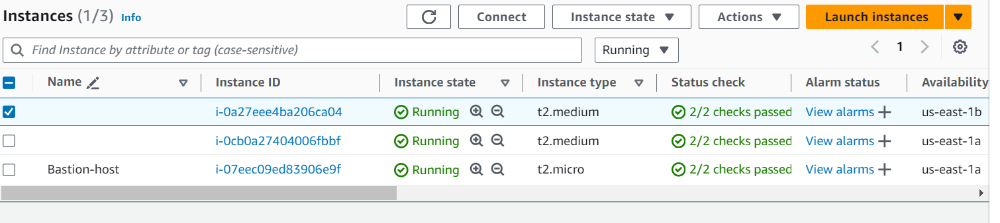 Instances (1/3) Info Connect Instance state Actions Launch instances
Find Instance by attribute or tag (case-sensitive) Running 1
Name Instance ID Instance state Instance type Status check Alarm status Availability
i-0a27eee4ba206ca04 Running t2.medium 2/2 checks passed View alarms us-east-1b
i-0cb0a27404006fbbf Running t2.medium 2/2 checks passed View alarms us-east-1a
Bastion-host i-07eec09ed83906e9f Running t2.micro 2/2 checks passed View alarms us-east-1a